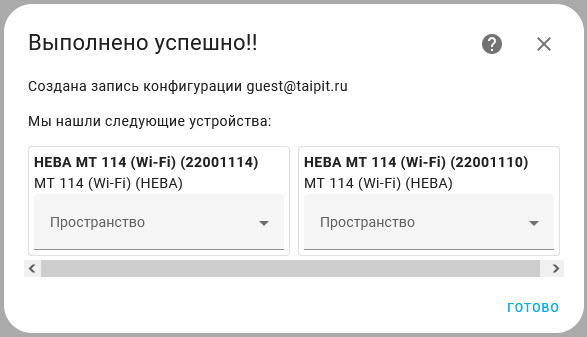 Выполнено успешно!!
Создана запись конфигурации guest@taipit.ru
Мы нашли следующие устройства:
НЕВА МТ 114 (Wi-Fi) (22001114)
МТ 114 (Wi-Fi) (НЕВА)
Пространство
НЕВА МТ 114 (Wi-Fi) (22001110)
МТ 114 (Wi-Fi) (НЕВА)
Пространство
ГОТОВО